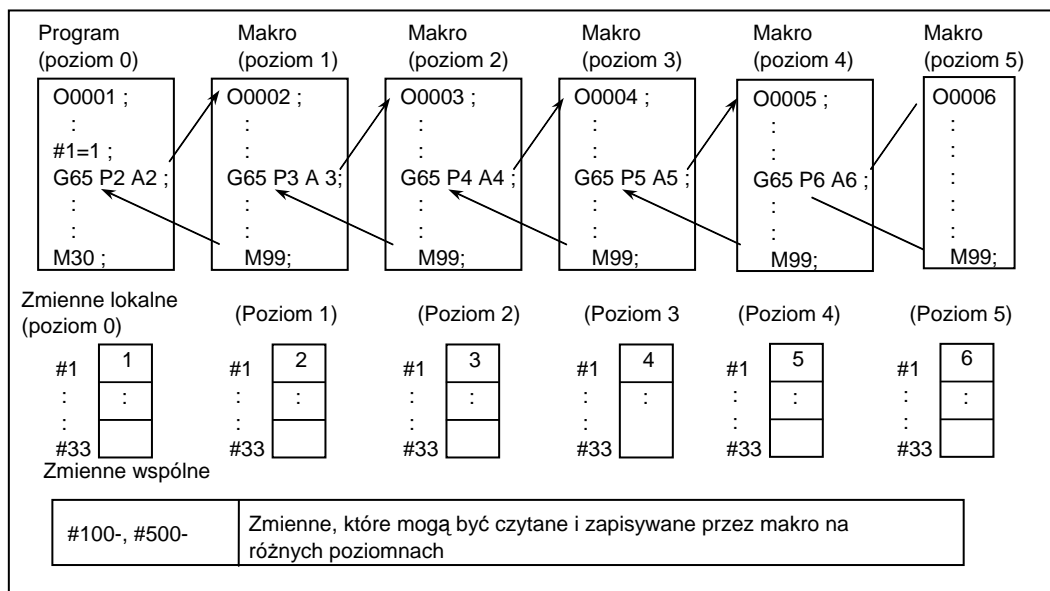 Program
(poziom 0)
Makro
(poziom 1)
Makro
(poziom 2)
Makro
(poziom 3)
Makro
(poziom 4)
Makro
(poziom 5)
O0001 ;
:
#1=1 ;
G65 P2 A2 ;
:
:
M30 ;
O0002 ;
:
:
G65 P3 A 3;
:
:
M99;
O0003 ;
:
:
G65 P4 A4 ;
:
:
M99;
O0004 ;
:
:
G65 P5 A5 ;
:
:
M99;
O0005 ;
:
:
G65 P6 A6 ;
:
:
M99;
O0006
:
:
:
:
:
M99;
Zmienne lokalne
(poziom 0)
(Poziom 1)
(Poziom 2)
(Poziom 3
(Poziom 4)
(Poziom 5)
#1 1
: :
:
#33
#1 2
: :
:
#33
#1 3
: :
:
#33
#1 4
: :
:
#33
#1 5
: :
:
#33
#1 6
: :
:
#33
Zmienne wspólne
#100-, #500-
Zmienne, które mogą być czytane i zapisywane przez makro na
różnych poziomnach